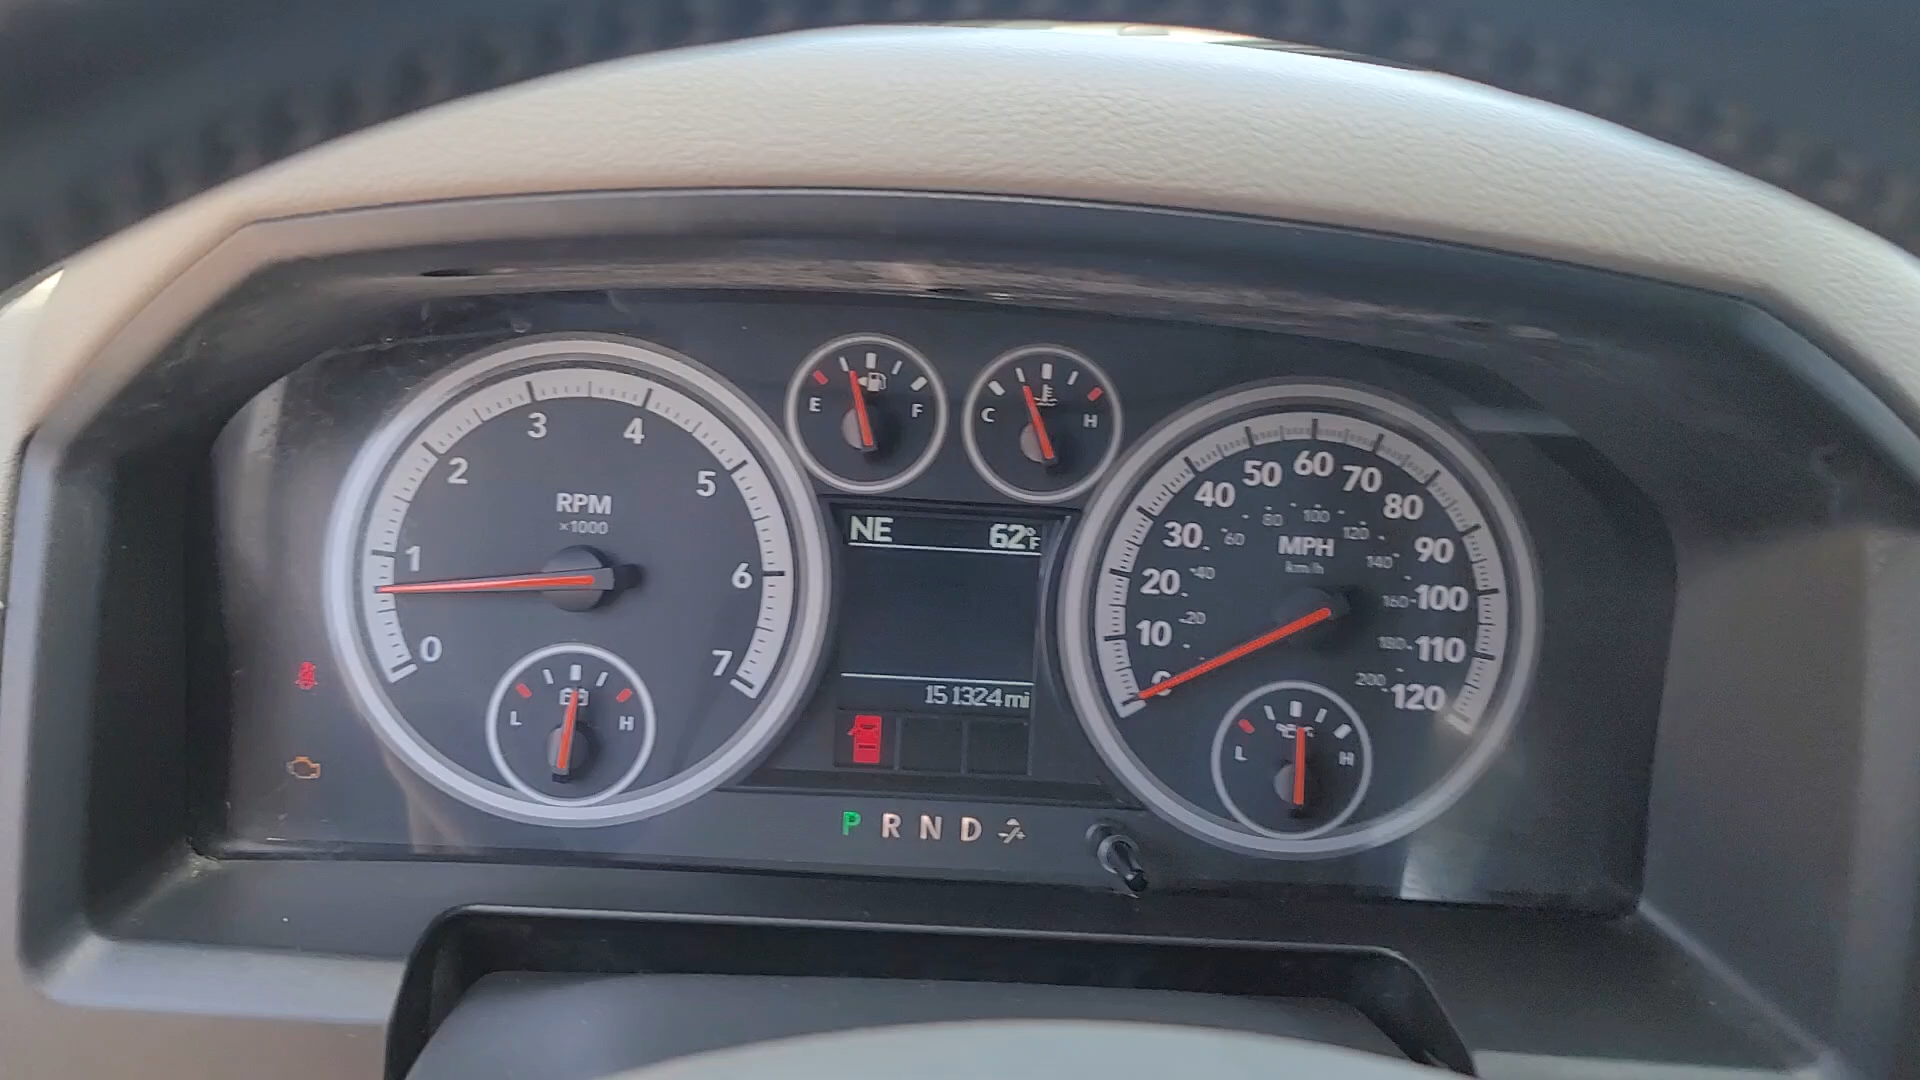 E F
C H
0 1 2 3 4 5 6 7
RPM
×1000
L H
NE 62°F
151324 mi
P R N D
0 10 20 30 40 50 60 70 80 90 100 110 120
20 40 60 80 100 120 140 160 180 200
MPH
km/h
L H